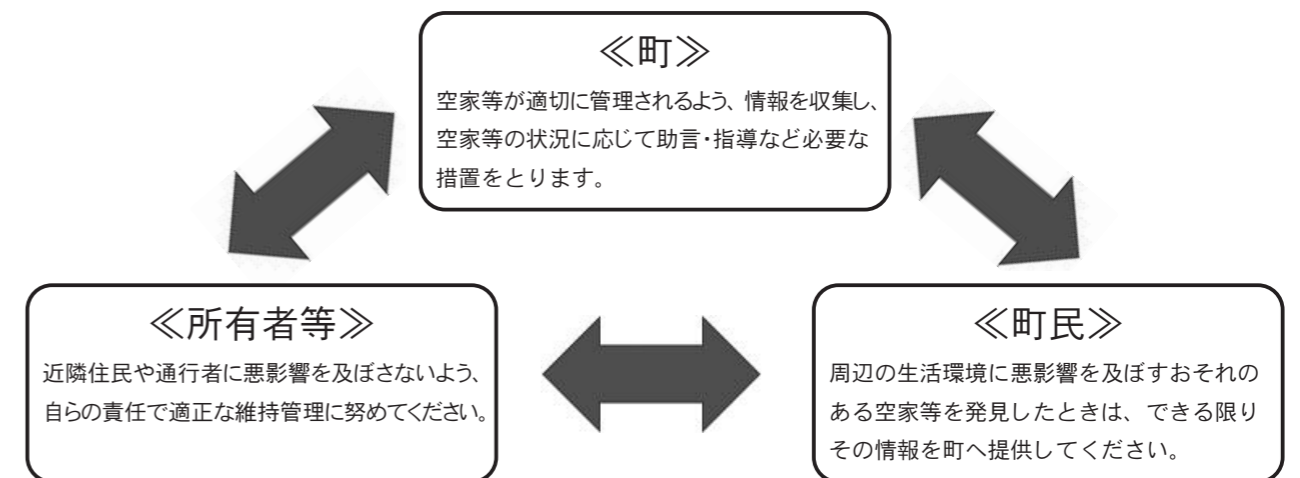 ≪町≫
空家等が適切に管理されるよう、情報を収集し、
空家等の状況に応じて助言・指導など必要な
措置をとります。
≪所有者等≫
近隣住民や通行者に悪影響を及ぼさないよう、
自らの責任で適正な維持管理に努めてください。
≪町民≫
周辺の生活環境に悪影響を及ぼすおそれの
ある空家等を発見したときは、できる限り
その情報を町へ提供してください。